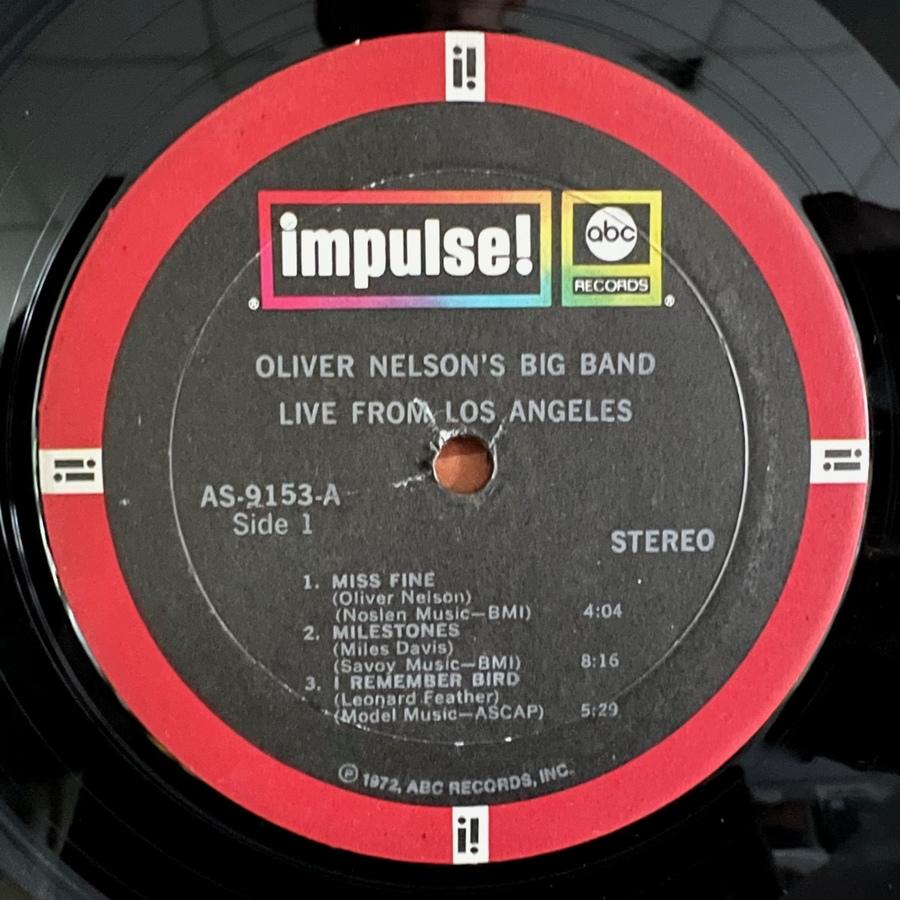 i!
impulse!
®
abc
RECORDS
®
OLIVER NELSON'S BIG BAND
LIVE FROM LOS ANGELES
i!
i!
AS-9153-A
Side 1
STEREO
1. MISS FINE
(Oliver Nelson)
(Noslen Music—BMI) 4:04
2. MILESTONES
(Miles Davis)
(Savoy Music—BMI) 8:16
3. I REMEMBER BIRD
(Leonard Feather)
(Model Music—ASCAP) 5:29
℗ 1972, ABC RECORDS, INC.
i!